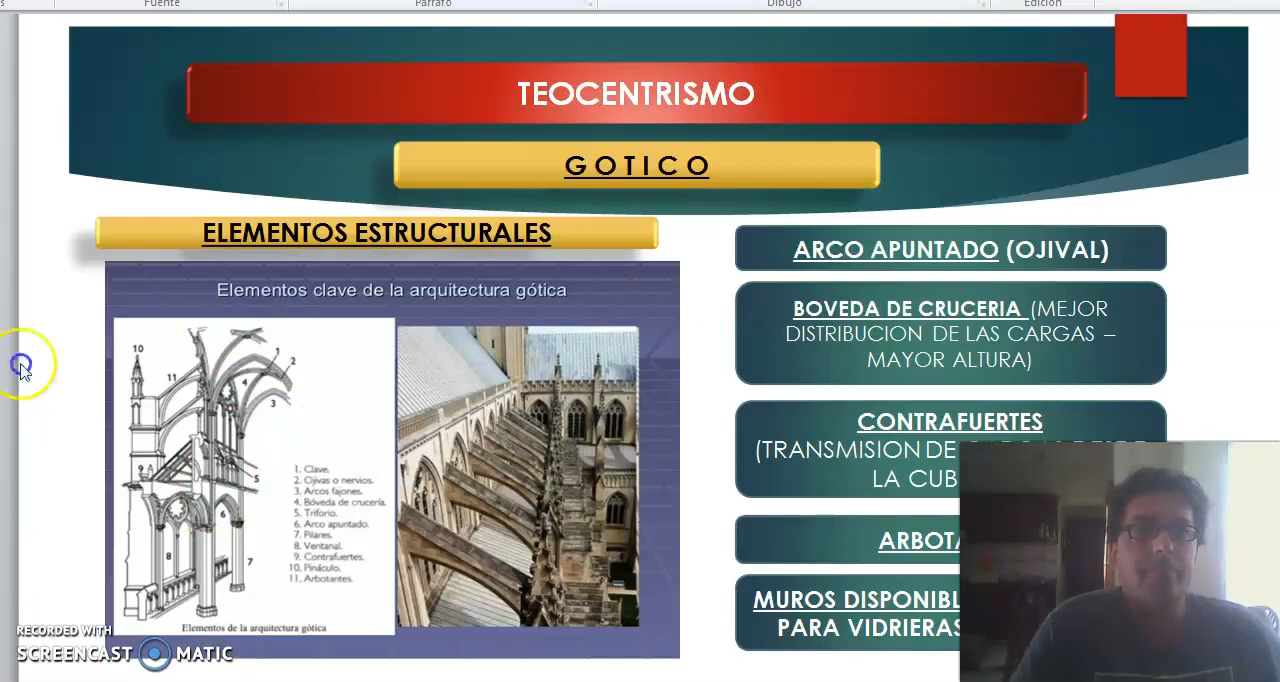 Fuente
Párrafo
Dibujo
Edición
TEOCENTRISMO
G O T I C O
ELEMENTOS ESTRUCTURALES
Elementos clave de la arquitectura gótica
10
11
1
2
4
3
9
5
6
8
7
1. Clave.
2. Ojivas o nervios.
3. Arcos fajones.
4. Bóveda de crucería.
5. Triforio.
6. Arco apuntado.
7. Pilares.
8. Ventanal.
9. Contrafuertes.
10. Pináculo.
11. Arbotantes.
Elementos de la arquitectura gótica
ARCO APUNTADO (OJIVAL)
BOVEDA DE CRUCERIA (MEJOR
DISTRIBUCION DE LAS CARGAS –
MAYOR ALTURA)
CONTRAFUERTES
(TRANSMISION DE
LA CUB
ARBOTA
MUROS DISPONIBL
PARA VIDRIERAS
RECORDED WITH
SCREENCAST MATIC